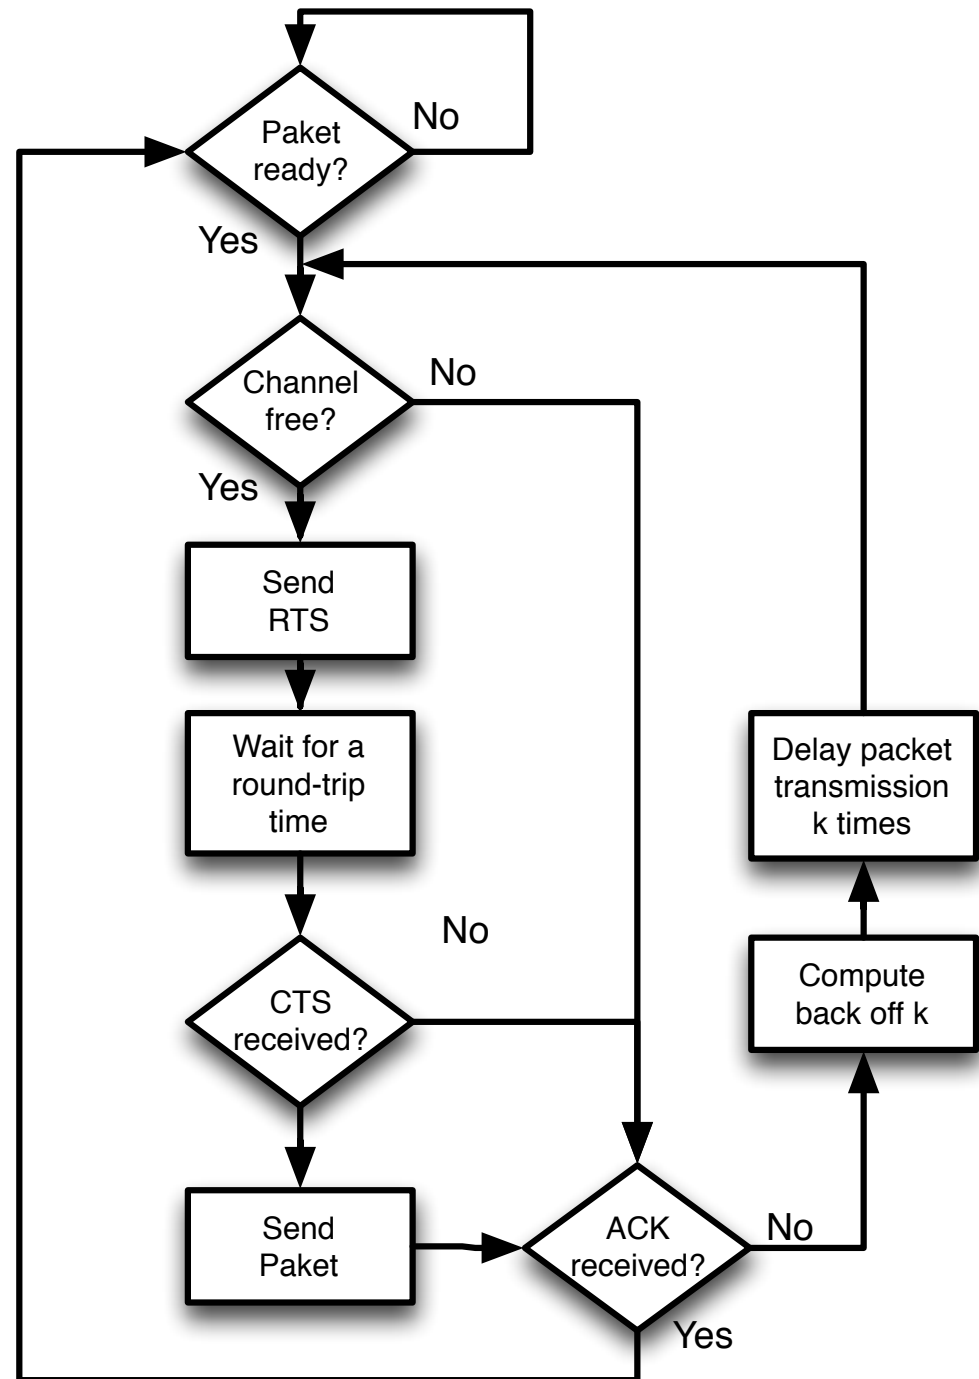 No
Paket
ready?
Yes
No
Channel
free?
Yes
Send
RTS
Wait for a
round-trip
time
Delay packet
transmission
k times
No
CTS
received?
Compute
back off k
Send
Paket
ACK
received?
No
Yes